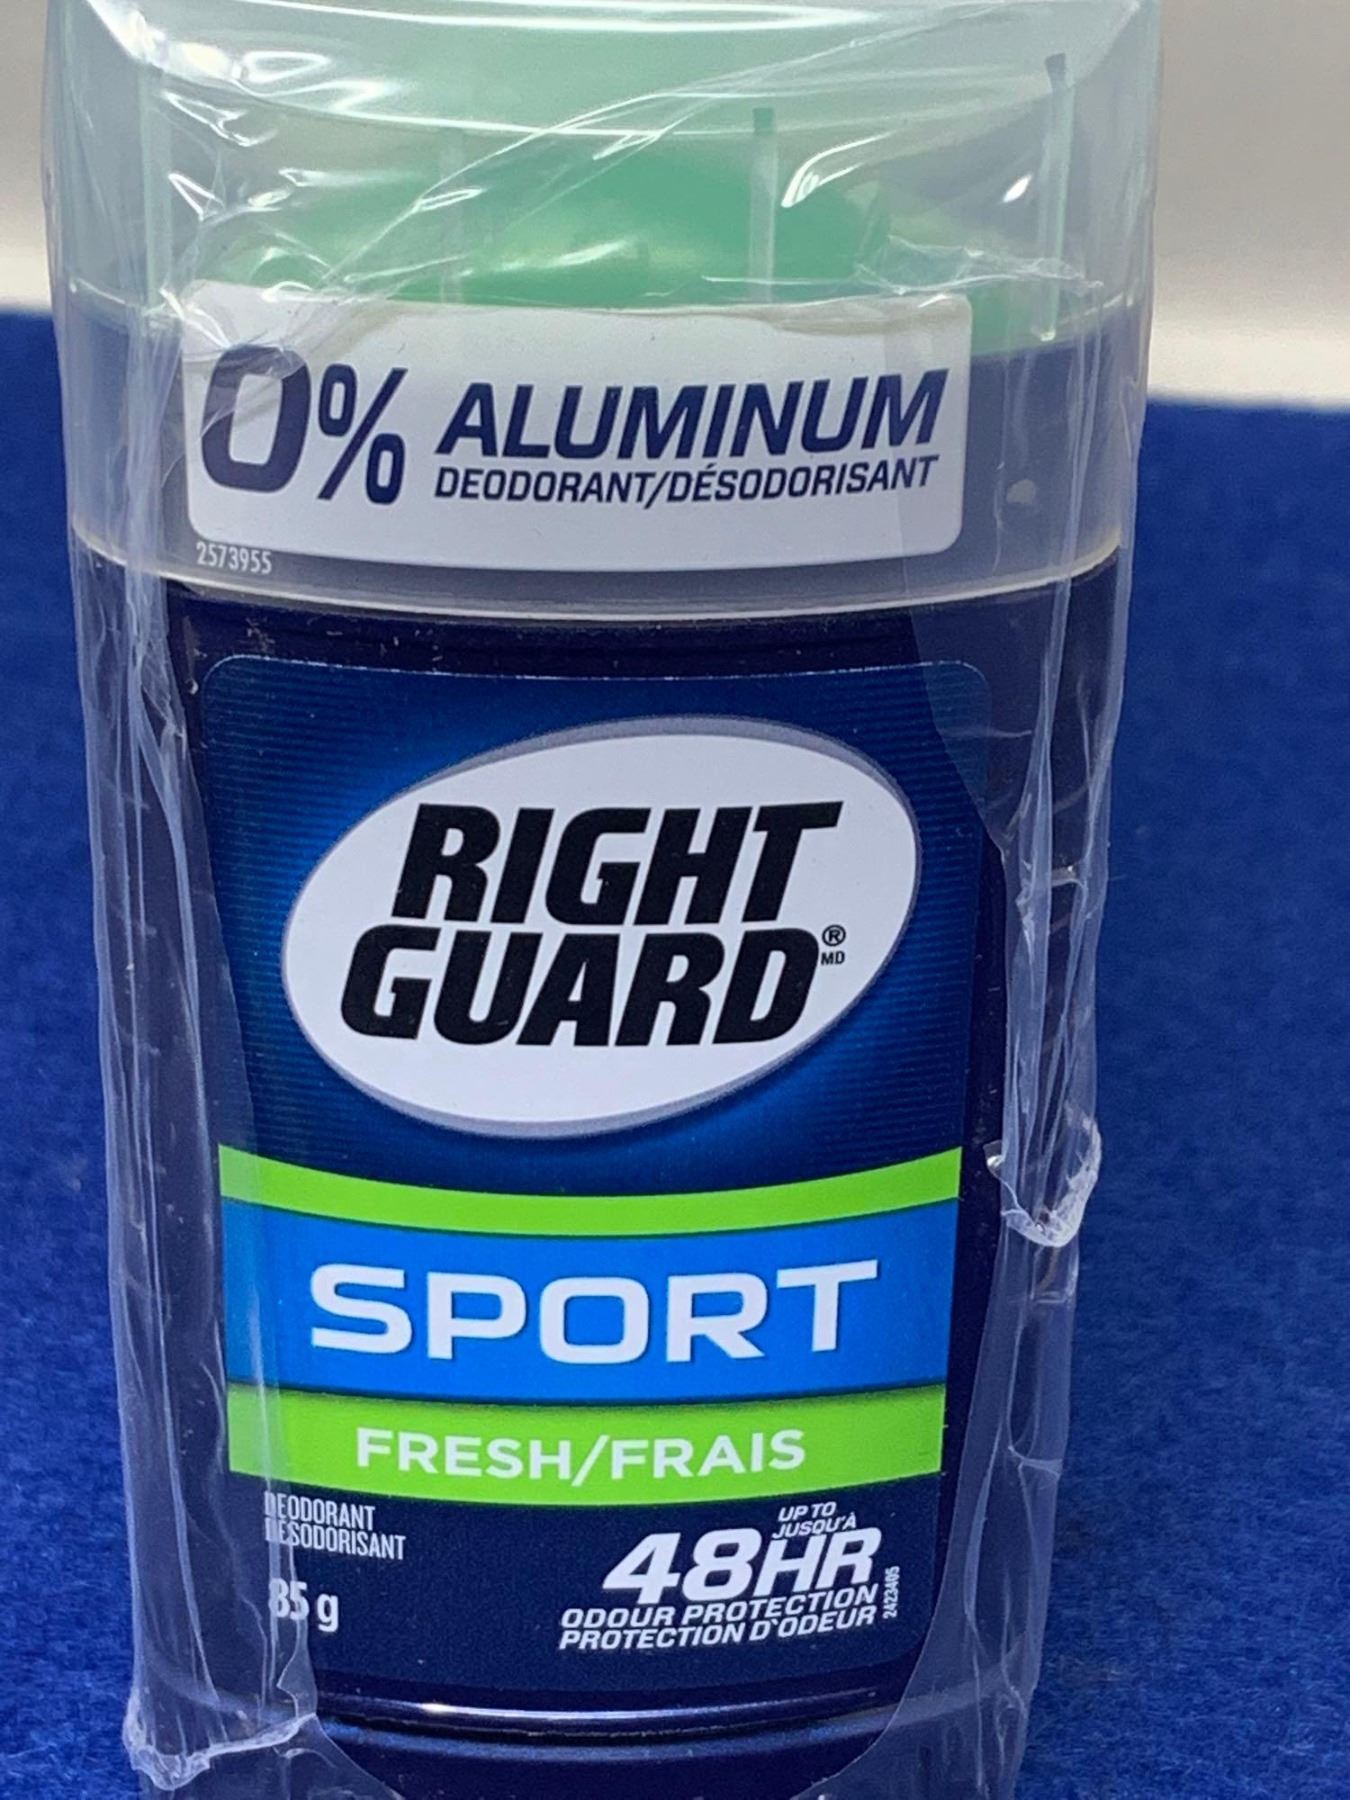 0% ALUMINUM
DEODORANT/DÉSODORISANT
2573955
RIGHT
GUARD®
MD
SPORT
FRESH/FRAIS
DEODORANT
DÉSODORISANT
85 g
UP TO
JUSQU'À
48HR
ODOUR PROTECTION
PROTECTION D'ODEUR
2423405